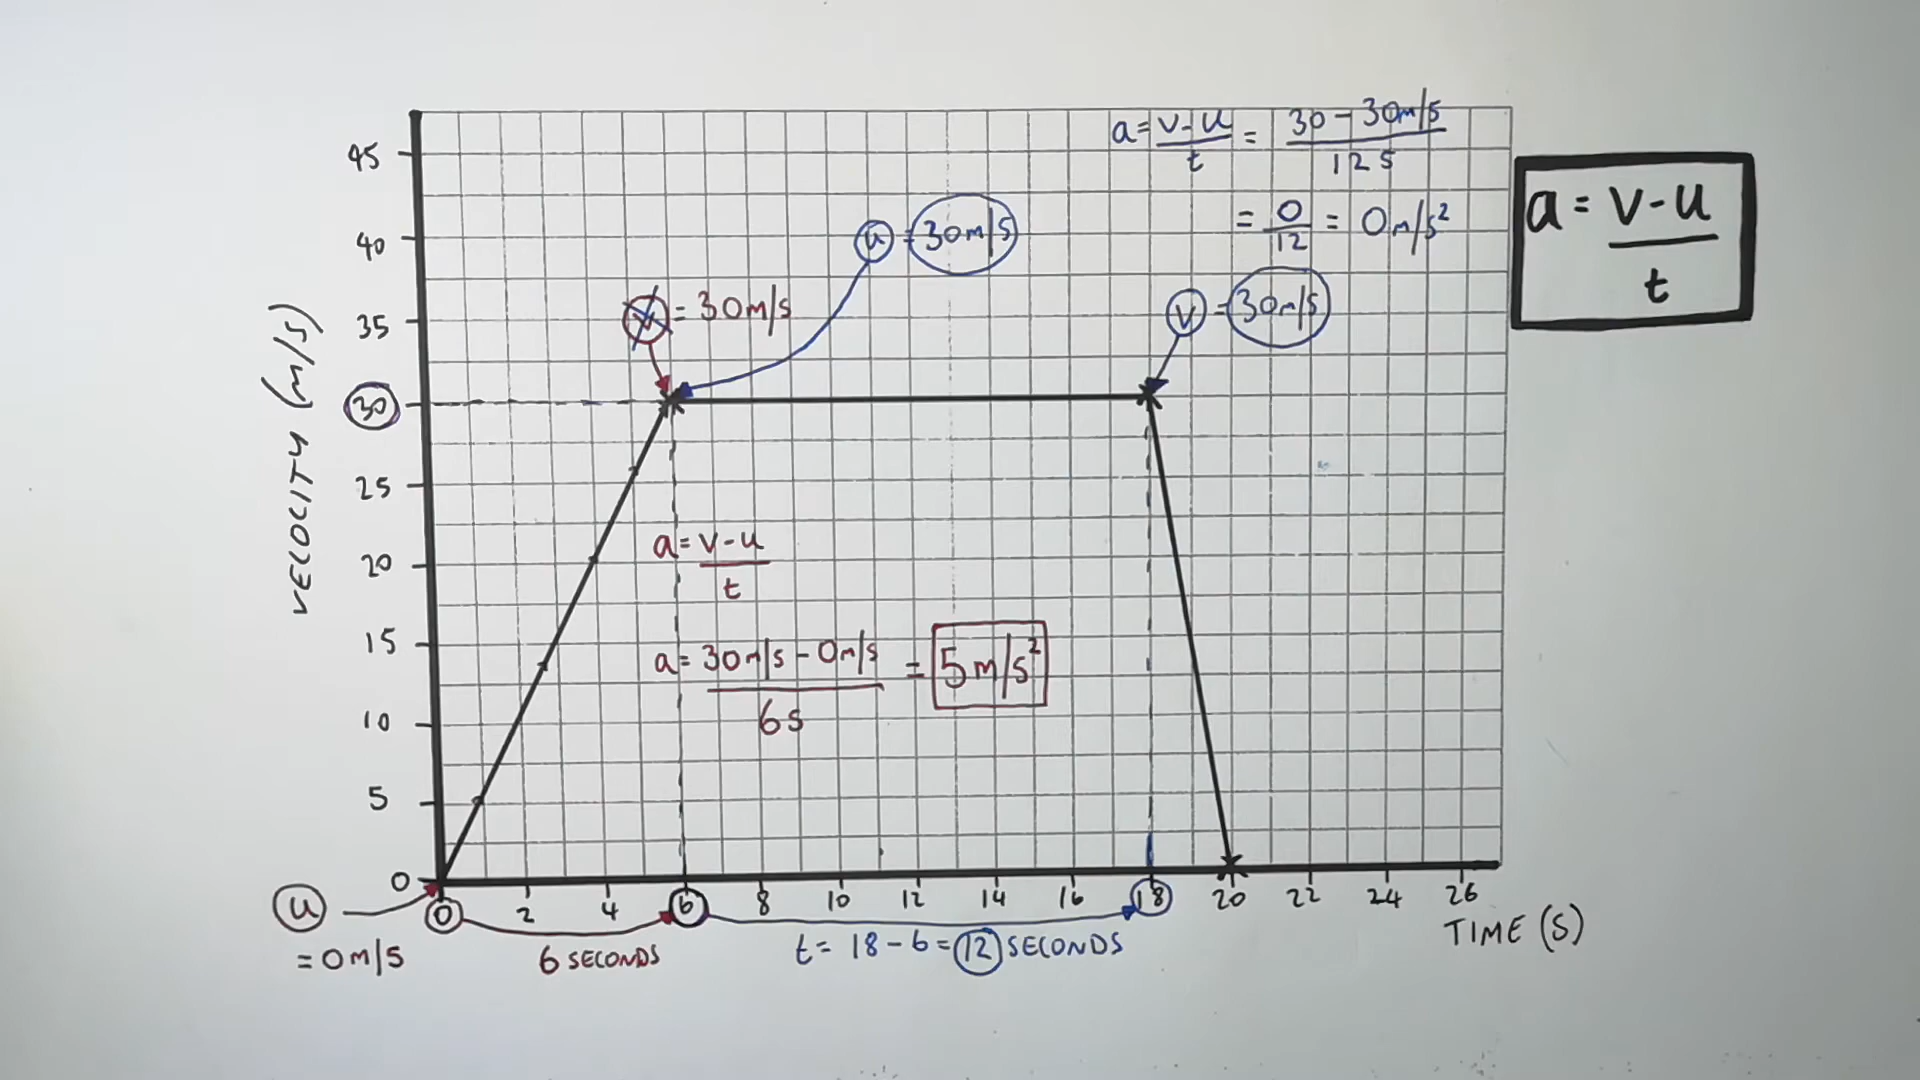 a = v - u / t = 30 - 30m/s / 12 s
= 0/12 = 0m/s²
a = v - u / t
u = 30m/s
v = 30m/s
v = 30m/s
VELOCITY (m/s)
45
40
35
30
25
20
15
10
5
0
a = v - u / t
a = 30m/s - 0m/s / 6s = 5m/s²
0 2 4 6 8 10 12 14 16 18 20 22 24 26
TIME (S)
u
= 0m/s
6 SECONDS
t = 18 - 6 = 12 SECONDS